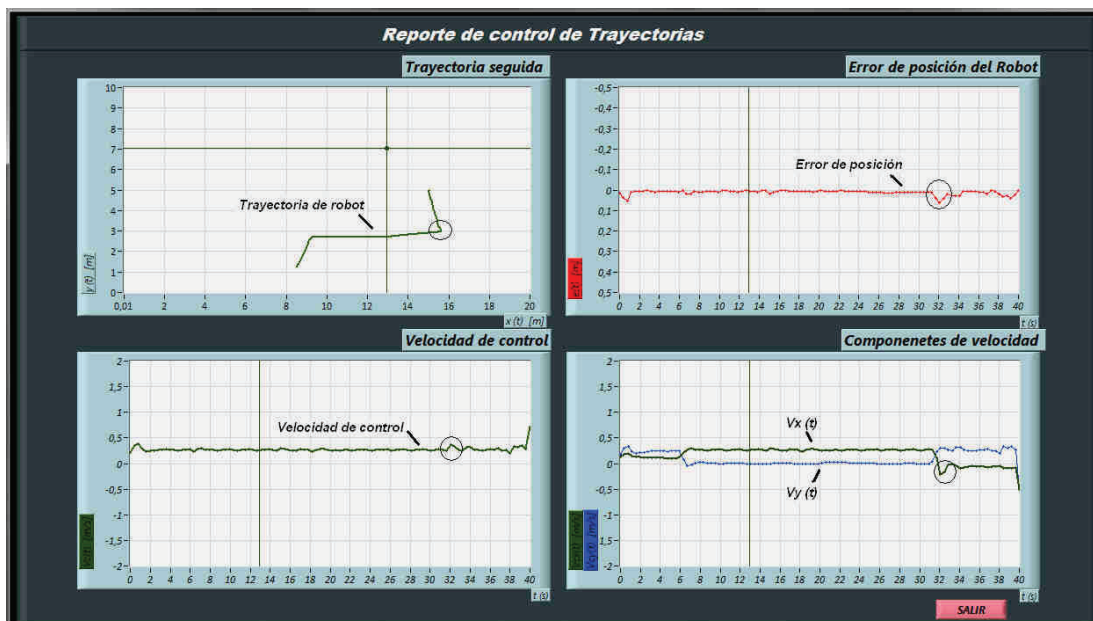 Reporte de control de Trayectorias
Trayectoria seguida
10
9
8
7
6
5
4
3
2
1
0
0,01 2 4 6 8 10 12 14 16 18 20
y (t) [m]
x (t) [m]
Trayectoria de robot
Error de posición del Robot
-0,5
-0,4
-0,3
-0,2
-0,1
0
0,1
0,2
0,3
0,4
0,5
0 2 4 6 8 10 12 14 16 18 20 22 24 26 28 30 32 34 36 38 40
e(t) [m]
t (s)
Error de posición
Velocidad de control
2
1,5
1
0,5
0
-0,5
-1
-1,5
-2
0 2 4 6 8 10 12 14 16 18 20 22 24 26 28 30 32 34 36 38 40
t (s)
Velocidad de control
Componenetes de velocidad
2
1,5
1
0,5
0
-0,5
-1
-1,5
-2
0 2 4 6 8 10 12 14 16 18 20 22 24 26 28 30 32 34 36 38 40
Vcy(t) [m/s]
t (s)
Vx (t)
Vy (t)
SALIR